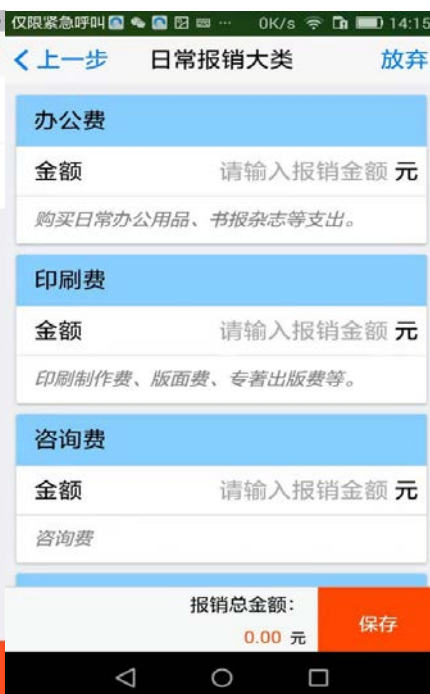 仅限紧急呼叫 ... 0K/s 14:15
上一步 日常报销大类 放弃
办公费
金额 请输入报销金额 元
购买日常办公用品、书报杂志等支出。
印刷费
金额 请输入报销金额 元
印刷制作费、版面费、专著出版费等。
咨询费
金额 请输入报销金额 元
咨询费
报销总金额：
0.00 元
保存